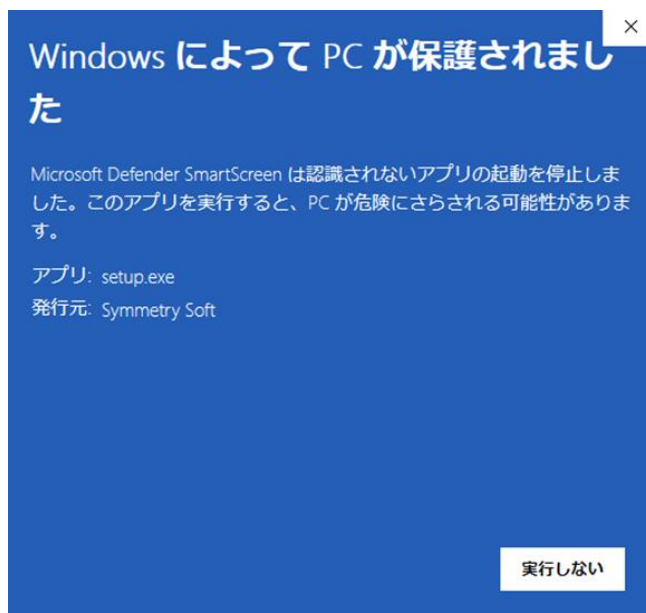 Windows によって PC が保護されまし
た
Microsoft Defender SmartScreen は認識されないアプリの起動を停止しま
した。このアプリを実行すると、PC が危険にさらされる可能性がありま
す。
アプリ: setup.exe
発行元: Symmetry Soft
実行しない